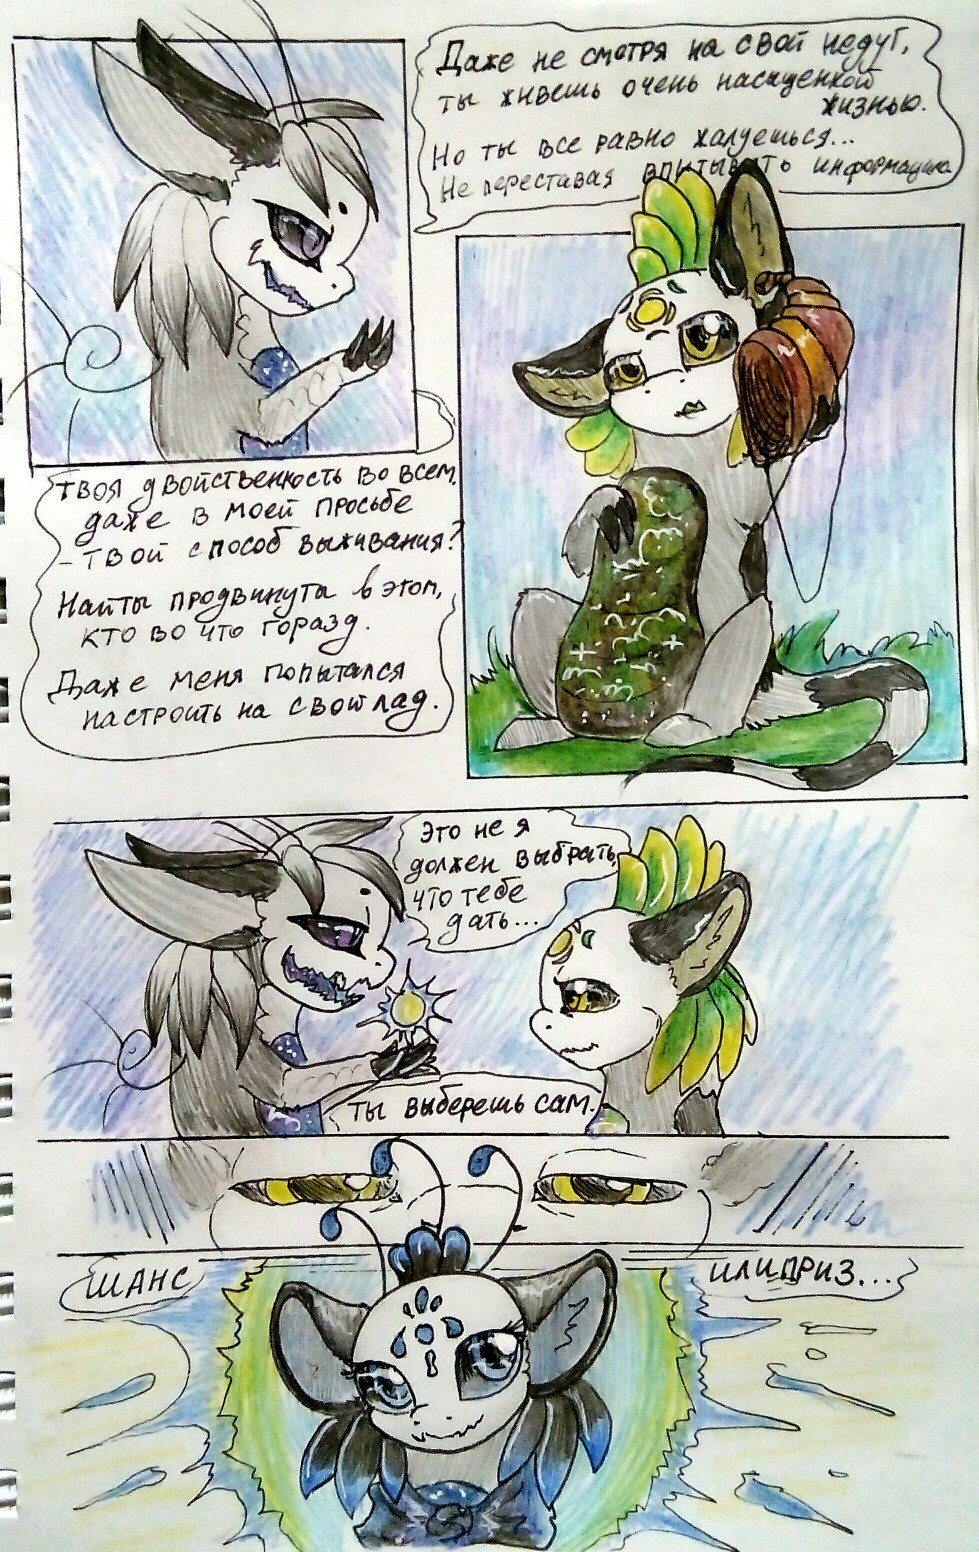 Даже не смотря на свой недуг,
ты живешь очень насыщенной
жизнью.
Но ты все равно жалуешься...
Не переставая впитывать информацию
твоя двойственность во всем,
даже в моей просьбе
- твой способ выживания?
Наиты продвинута в этом,
кто во что горазд.
Даже меня попытался
настроить на свой лад.
Это не я
должен выбрать,
что тебе
дать...
Ты выберешь сам.
ШАНС
ИЛИ ПРИЗ...